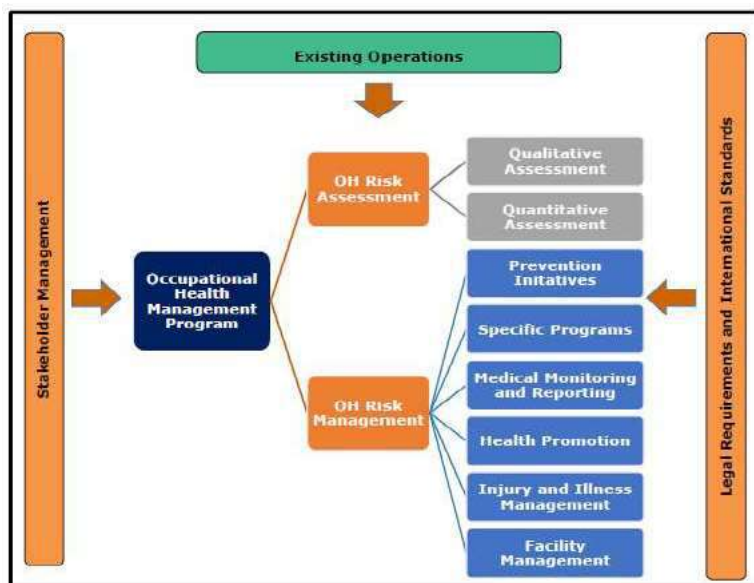 Existing Operations
Stakeholder Management
Occupational
Health
Management
Program
OH Risk
Assessment
Qualitative
Assessment
Quantitative
Assessment
OH Risk
Management
Prevention
Initatives
Specific Programs
Medical Monitoring
and Reporting
Health Promotion
Injury and Illness
Management
Facility
Management
Legal Requirements and International Standards